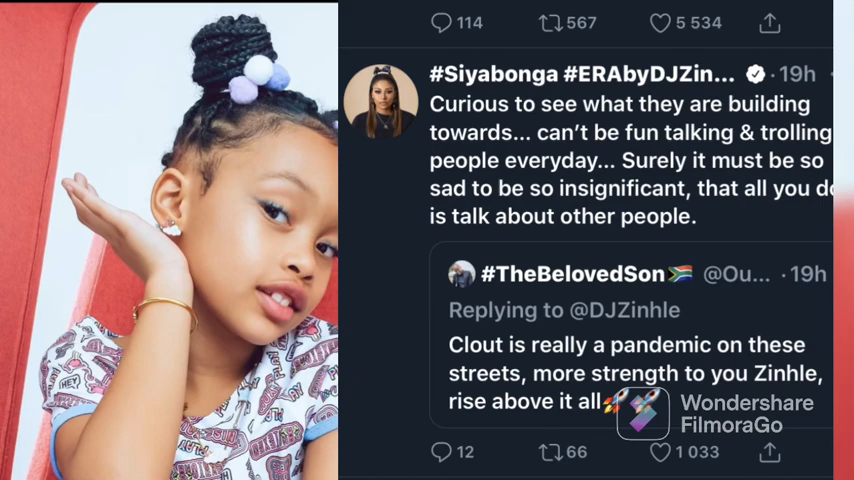 114 567 5 534
#Siyabonga #ERAbyDJZin... · 19h
Curious to see what they are building
towards... can’t be fun talking & trolling
people everyday... Surely it must be so
sad to be so insignificant, that all you do
is talk about other people.
#TheBelovedSon🇿🇦 @Ou... · 19h
Replying to @DJZinhle
Clout is really a pandemic on these
streets, more strength to you Zinhle,
rise above it all🚀🚀
Wondershare
FilmoraGo
12 66 1 033
HEY